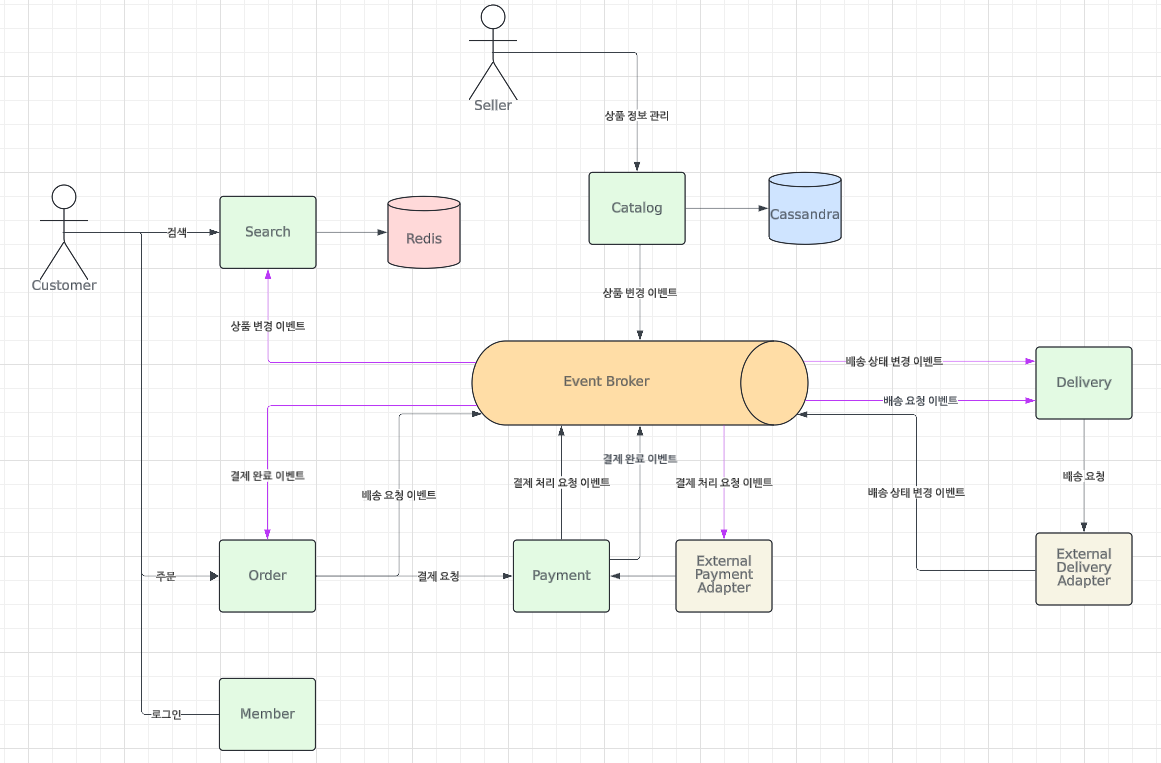 Seller
상품 정보 관리
Catalog
Cassandra
Customer
검색
Search
Redis
상품 변경 이벤트
상품 변경 이벤트
Event Broker
배송 상태 변경 이벤트
배송 요청 이벤트
Delivery
결제 완료 이벤트
배송 요청 이벤트
결제 처리 요청 이벤트
결제 완료 이벤트
결제 처리 요청 이벤트
배송 상태 변경 이벤트
배송 요청
주문
Order
결제 요청
Payment
External
Payment
Adapter
External
Delivery
Adapter
로그인
Member